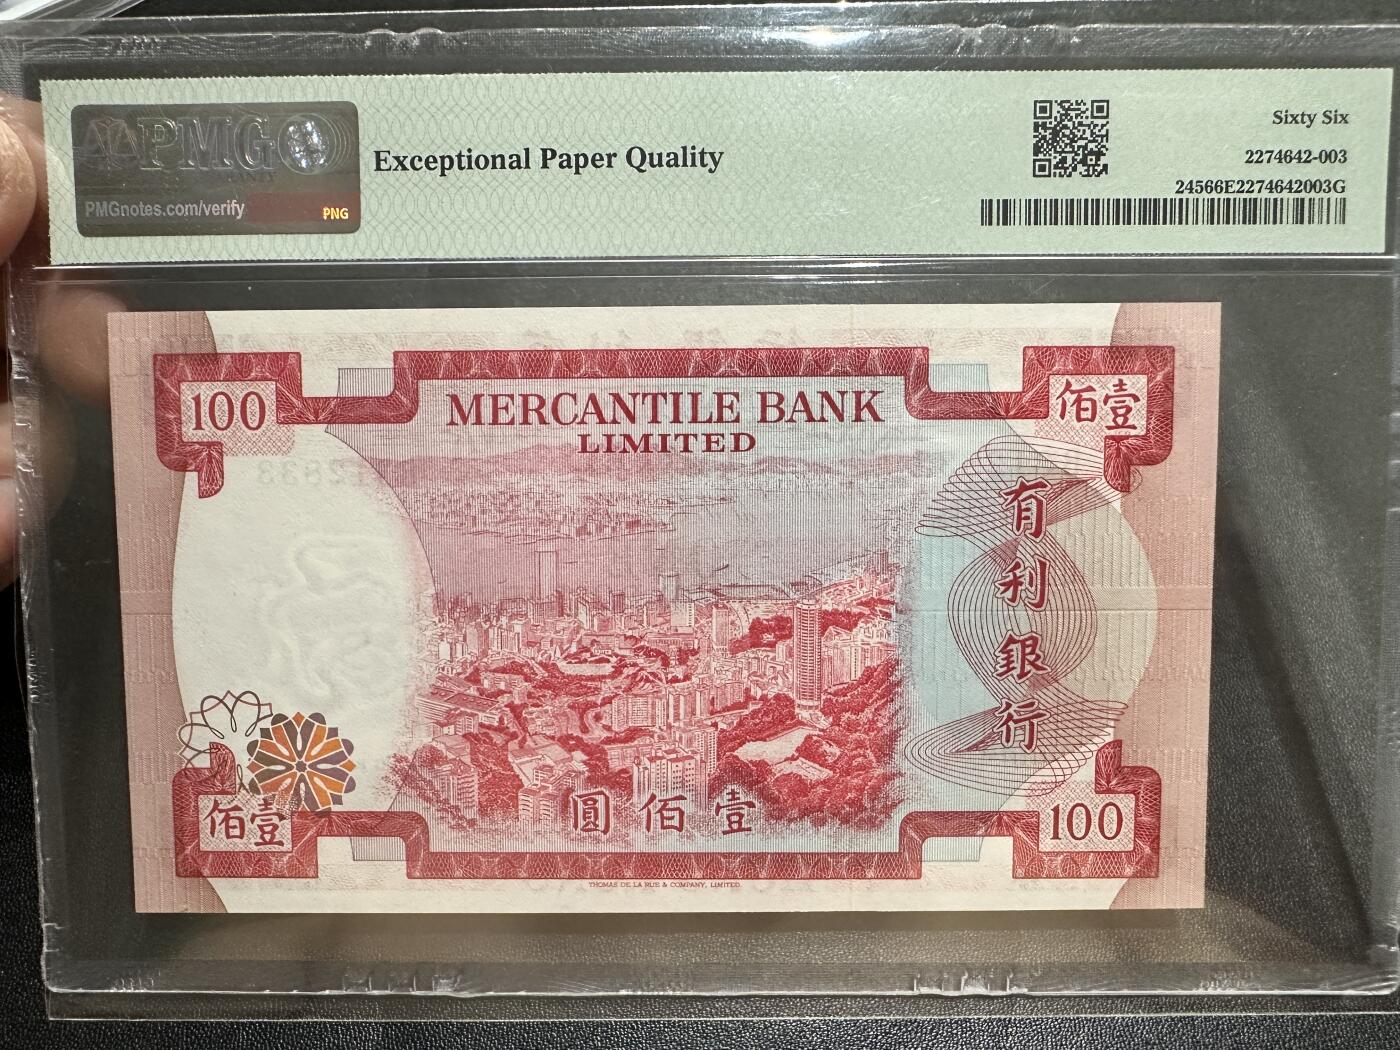 PMG
PMGnotes.com/verify
PNG
Exceptional Paper Quality
Sixty Six
2274642-003
24566E2274642003G
100
MERCANTILE BANK
LIMITED
佰壹
有利銀行
佰壹
圓佰壹
100
THOMAS DE LA RUE & COMPANY, LIMITED.